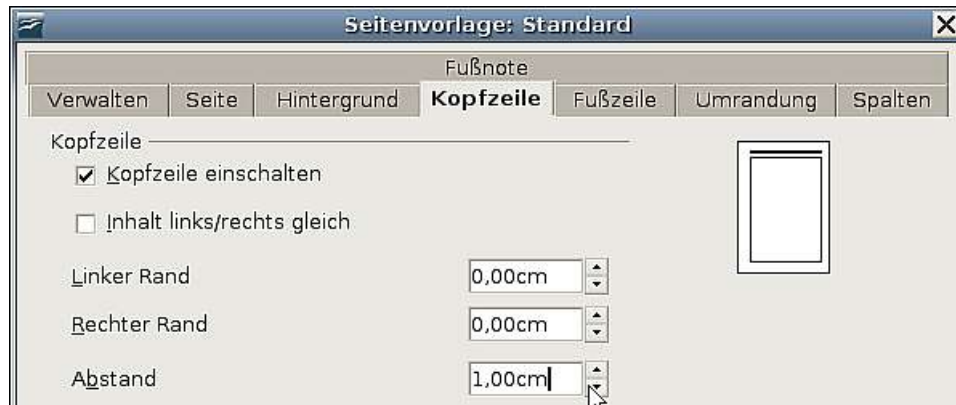 Seitenvorlage: Standard
Fußnote
Verwalten Seite Hintergrund Kopfzeile Fußzeile Umrandung Spalten
Kopfzeile
Kopfzeile einschalten
Inhalt links/rechts gleich
Linker Rand 0,00cm
Rechter Rand 0,00cm
Abstand 1,00cm